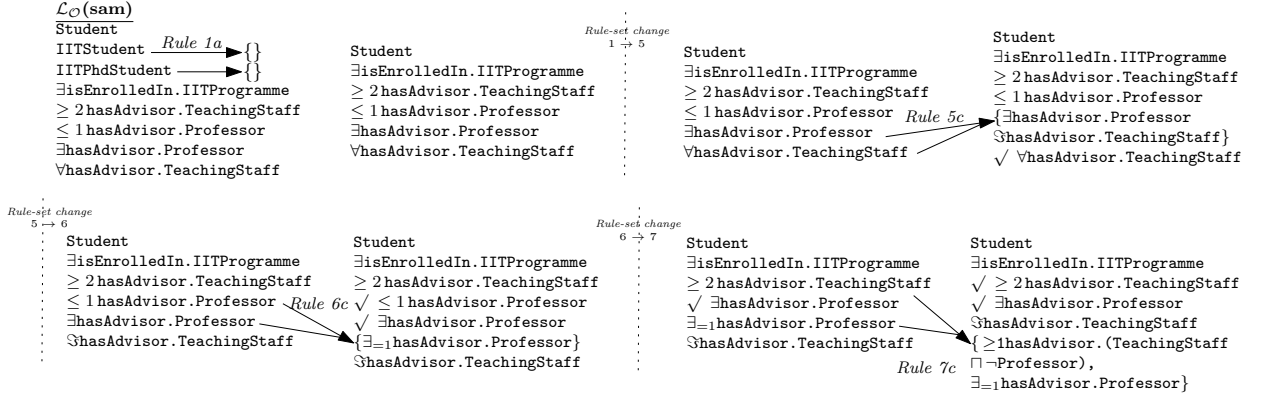 𝓛_𝒪(sam)
Student
IITStudent Rule 1a {}
IITPhdStudent {}
∃isEnrolledIn.IITProgramme
≥ 2 hasAdvisor.TeachingStaff
≤ 1 hasAdvisor.Professor
∃hasAdvisor.Professor
∀hasAdvisor.TeachingStaff
Student
∃isEnrolledIn.IITProgramme
≥ 2 hasAdvisor.TeachingStaff
≤ 1 hasAdvisor.Professor
∃hasAdvisor.Professor
∀hasAdvisor.TeachingStaff
Rule-set change
1 → 5
Student
∃isEnrolledIn.IITProgramme
≥ 2 hasAdvisor.TeachingStaff
≤ 1 hasAdvisor.Professor
∃hasAdvisor.Professor
∀hasAdvisor.TeachingStaff
Rule 5c
Student
∃isEnrolledIn.IITProgramme
≥ 2 hasAdvisor.TeachingStaff
≤ 1 hasAdvisor.Professor
{∃hasAdvisor.Professor
ℑhasAdvisor.TeachingStaff}
√ ∀hasAdvisor.TeachingStaff
Rule-set change
5 → 6
Student
∃isEnrolledIn.IITProgramme
≥ 2 hasAdvisor.TeachingStaff
≤ 1 hasAdvisor.Professor
∃hasAdvisor.Professor
ℑhasAdvisor.TeachingStaff
Rule 6c
Student
∃isEnrolledIn.IITProgramme
≥ 2 hasAdvisor.TeachingStaff
√ ≤ 1 hasAdvisor.Professor
√ ∃hasAdvisor.Professor
{∃₌₁hasAdvisor.Professor}
ℑhasAdvisor.TeachingStaff
Rule-set change
6 → 7
Student
∃isEnrolledIn.IITProgramme
≥ 2 hasAdvisor.TeachingStaff
√ ∃hasAdvisor.Professor
∃₌₁hasAdvisor.Professor
ℑhasAdvisor.TeachingStaff
Rule 7c
Student
∃isEnrolledIn.IITProgramme
√ ≥ 2 hasAdvisor.TeachingStaff
√ ∃hasAdvisor.Professor
ℑhasAdvisor.TeachingStaff
{ ≥1hasAdvisor.(TeachingStaff
⊓ ¬Professor),
∃₌₁hasAdvisor.Professor}